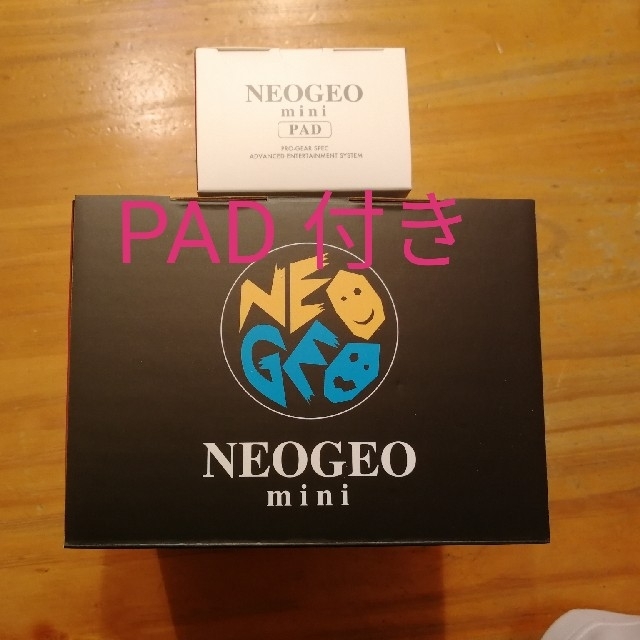 NEOGEO
mini
PAD
PRO-GEAR SPEC
ADVANCED ENTERTAINMENT SYSTEM
PAD 付き
NEO
GEO
NEOGEO
mini